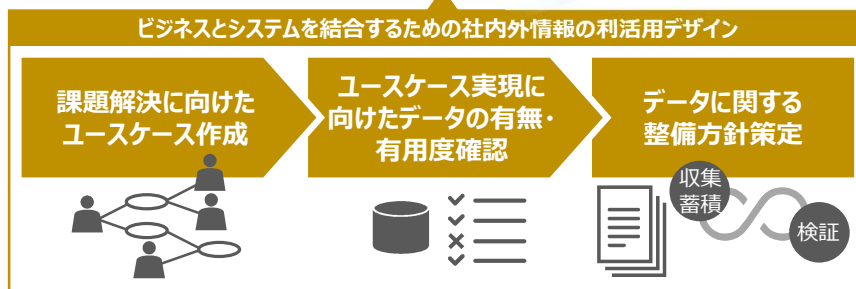 ビジネスとシステムを結合するための社内外情報の利活用デザイン
課題解決に向けた
ユースケース作成
ユースケース実現に
向けたデータの有無・
有用度確認
データに関する
整備方針策定
収集
蓄積
検証